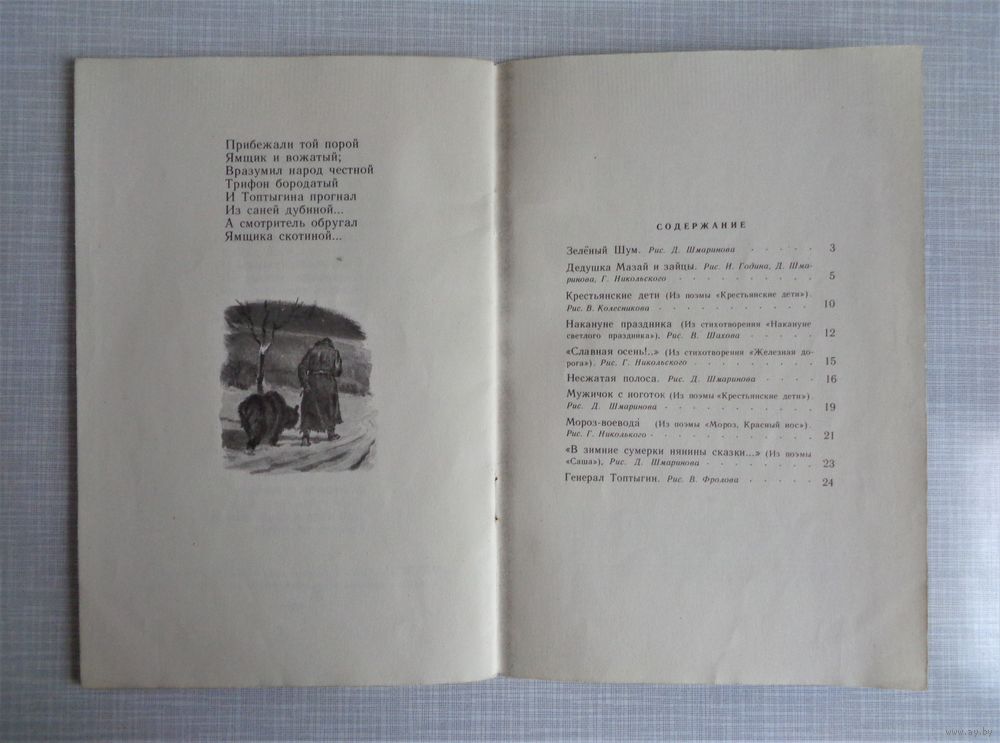 Прибежали той порой
Ямщик и вожатый;
Вразумил народ честной
Трифон бородатый
И Топтыгина прогнал
Из саней дубиной...
А смотритель обругал
Ямщика скотиной...
СОДЕРЖАНИЕ
Зелёный Шум. Рис. Д. Шмаринова . . . . . 3
Дедушка Мазай и зайцы. Рис. Н. Година, Д. Шма-
ринова, Г. Никольского . . . . . . . . . . 5
Крестьянские дети (Из поэмы «Крестьянские дети»).
Рис. В. Колесникова . . . . . . . . . . . 10
Накануне праздника (Из стихотворения «Накануне
светлого праздника»). Рис. В. Шахова . . . . . 12
«Славная осень!..» (Из стихотворения «Железная до-
рога»). Рис. Г. Никольского . . . . . . . . 15
Несжатая полоса. Рис. Д. Шмаринова . . . . 16
Мужичок с ноготок (Из поэмы «Крестьянские дети»).
Рис. Д. Шмаринова . . . . . . . . . . . 19
Мороз-воевода (Из поэмы «Мороз, Красный нос»).
Рис. Г. Николького . . . . . . . . . . . 21
«В зимние сумерки нянины сказки...» (Из поэмы
«Саша»), Рис. Д. Шмаринова . . . . . . . . 23
Генерал Топтыгин. Рис. В. Фролова . . . . . 24
www.ay.by